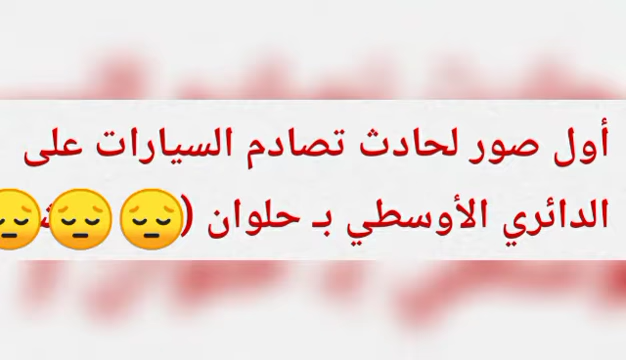 أول صور لحادث تصادم السيارات على
الدائري الأوسطي بـ حلوان (